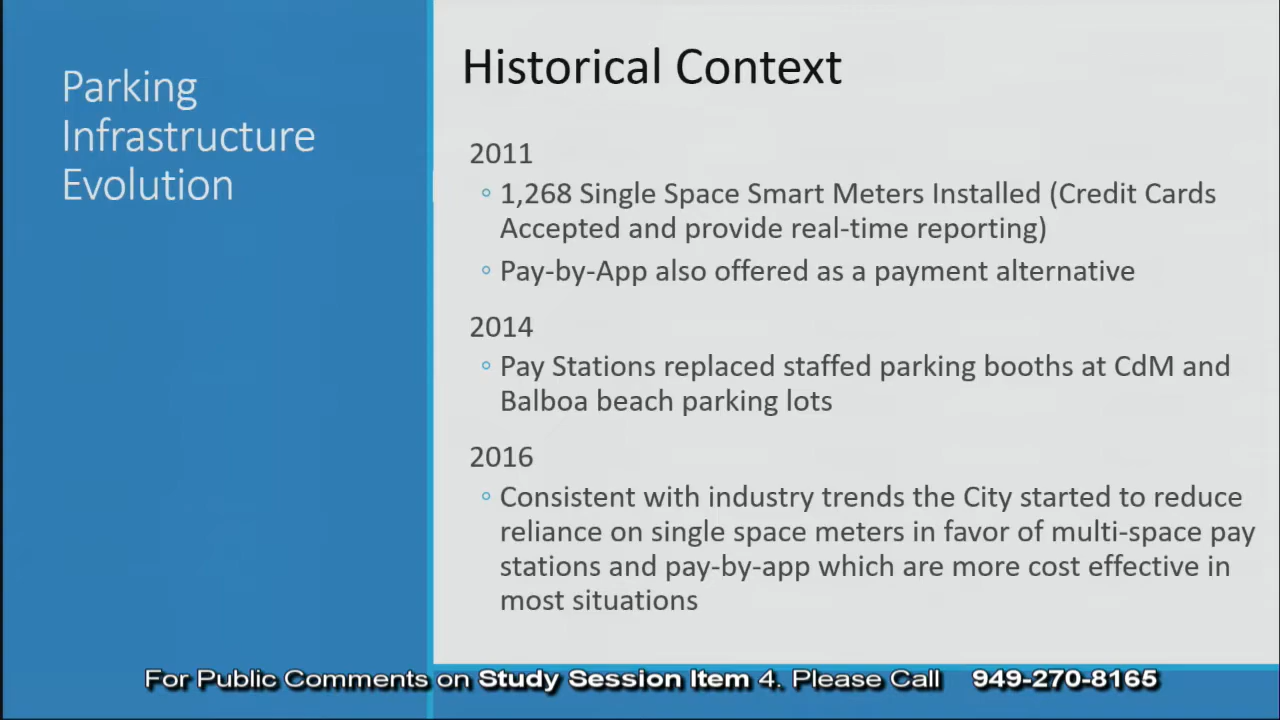 Parking
Infrastructure
Evolution
Historical Context
2011
◦ 1,268 Single Space Smart Meters Installed (Credit Cards
Accepted and provide real-time reporting)
◦ Pay-by-App also offered as a payment alternative
2014
◦ Pay Stations replaced staffed parking booths at CdM and
Balboa beach parking lots
2016
◦ Consistent with industry trends the City started to reduce
reliance on single space meters in favor of multi-space pay
stations and pay-by-app which are more cost effective in
most situations
For Public Comments on Study Session Item 4. Please Call 949-270-8165